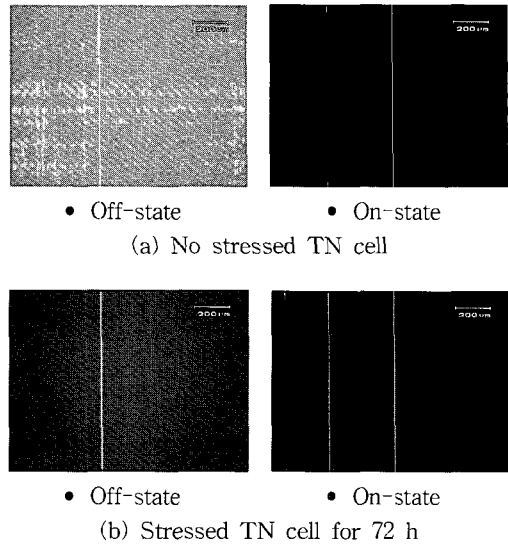 200 μm
200 μm
• Off-state
• On-state
(a) No stressed TN cell
200 μm
200 μm
• Off-state
• On-state
(b) Stressed TN cell for 72 h